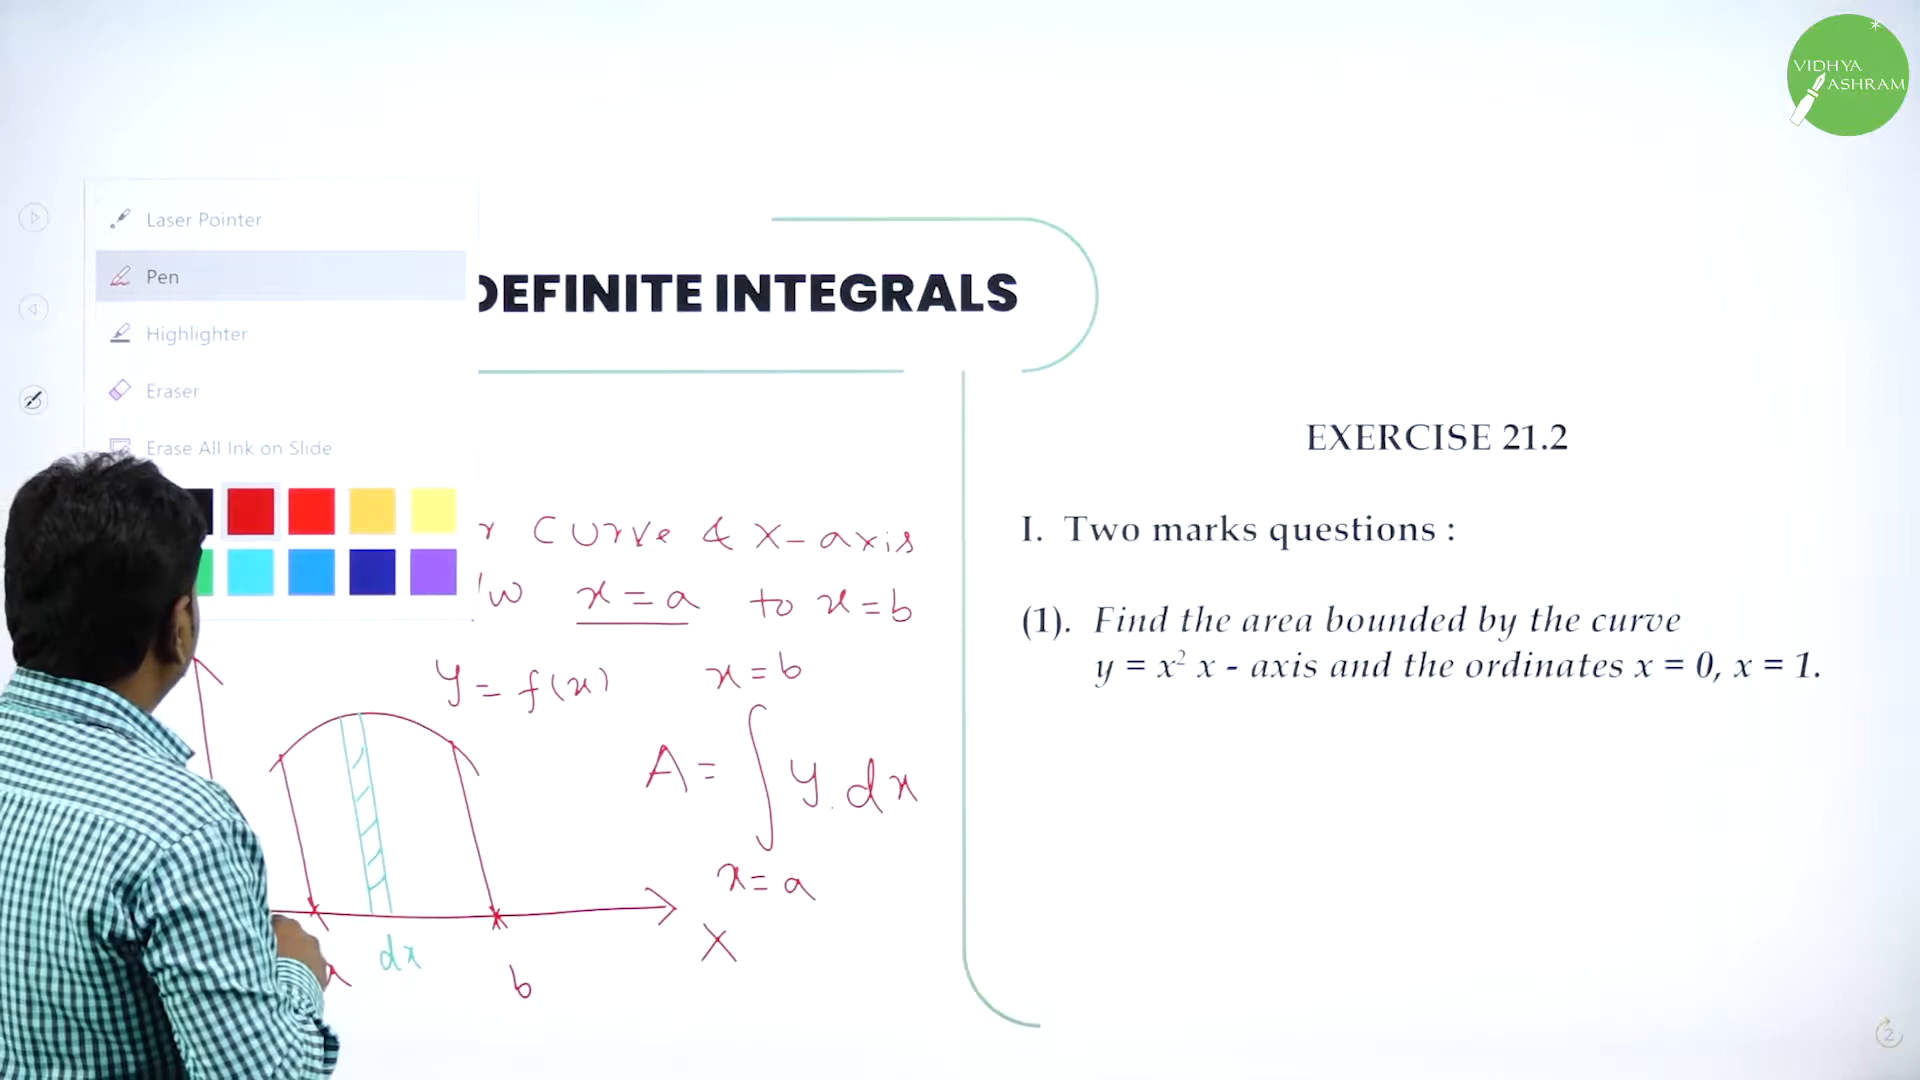 VIDHYA
ASHRAM
Laser Pointer
Pen
Highlighter
Eraser
Erase All Ink on Slide
DEFINITE INTEGRALS
r Curve & X-axis
/w x=a to x=b
y = f(x)
x=b
A = ∫ y.dx
x=a
a
dx
b
X
EXERCISE 21.2
I. Two marks questions :
(1). Find the area bounded by the curve
y = x² x - axis and the ordinates x = 0, x = 1.
2